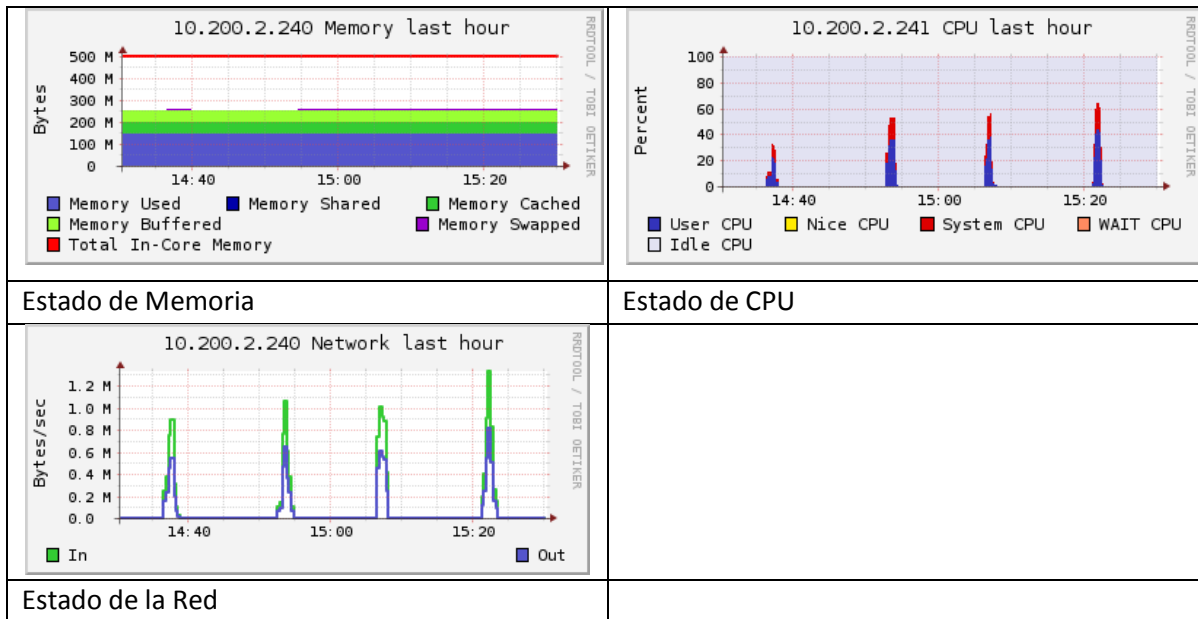 10.200.2.240 Memory last hour
RRDTOOL / TOBI OETIKER
Bytes
500 M
400 M
300 M
200 M
100 M
0
14:40 15:00 15:20
Memory Used Memory Shared Memory Cached
Memory Buffered Memory Swapped
Total In-Core Memory
10.200.2.241 CPU last hour
RRDTOOL / TOBI OETIKER
Percent
100
80
60
40
20
0
14:40 15:00 15:20
User CPU Nice CPU System CPU WAIT CPU
Idle CPU
Estado de Memoria
Estado de CPU
10.200.2.240 Network last hour
RRDTOOL / TOBI OETIKER
Bytes/sec
1.2 M
1.0 M
0.8 M
0.6 M
0.4 M
0.2 M
0.0
14:40 15:00 15:20
In Out
Estado de la Red